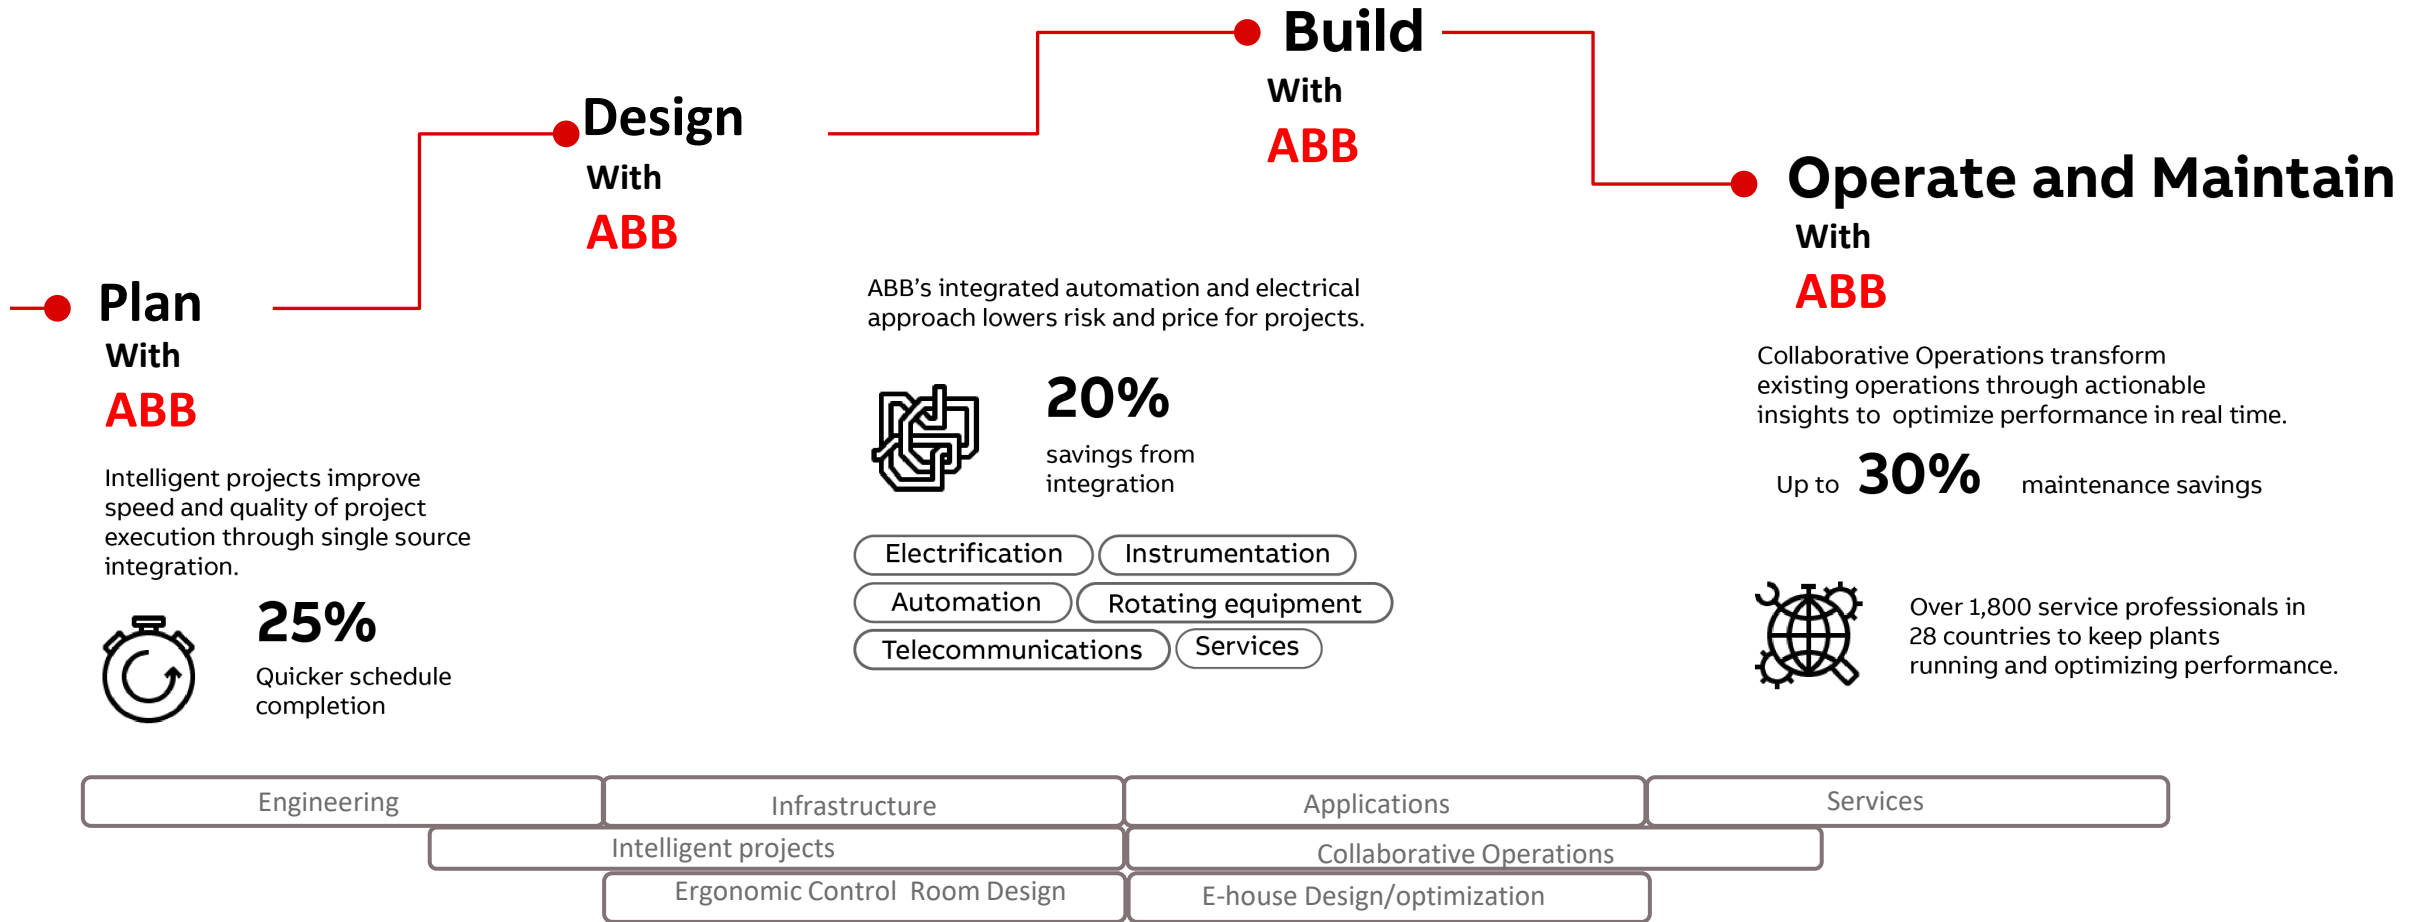 Plan
With
ABB
Intelligent projects improve
speed and quality of project
execution through single source
integration.
25%
Quicker schedule
completion
Design
With
ABB
Build
With
ABB
ABB’s integrated automation and electrical
approach lowers risk and price for projects.
20%
savings from
integration
Electrification
Instrumentation
Automation
Rotating equipment
Telecommunications
Services
Operate and Maintain
With
ABB
Collaborative Operations transform
existing operations through actionable
insights to optimize performance in real time.
Up to 30% maintenance savings
Over 1,800 service professionals in
28 countries to keep plants
running and optimizing performance.
Engineering
Infrastructure
Applications
Services
Intelligent projects
Collaborative Operations
Ergonomic Control Room Design
E-house Design/optimization